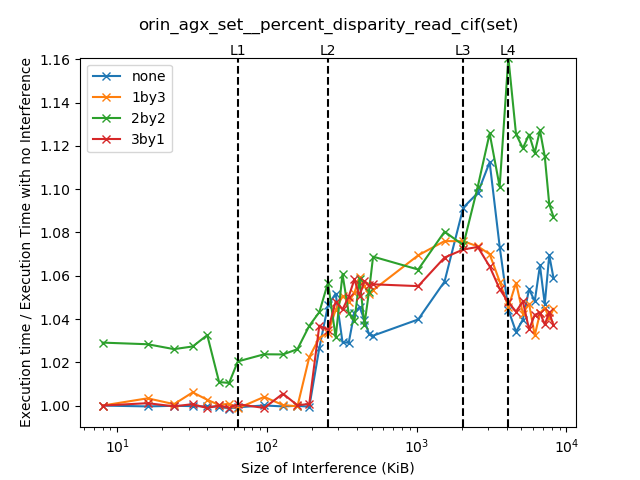 orin_agx_set__percent_disparity_read_cif(set)
L1 L2 L3 L4
none
1by3
2by2
3by1
Execution time / Execution Time with no Interference
1.16
1.14
1.12
1.10
1.08
1.06
1.04
1.02
1.00
10¹ 10² 10³ 10⁴
Size of Interference (KiB)